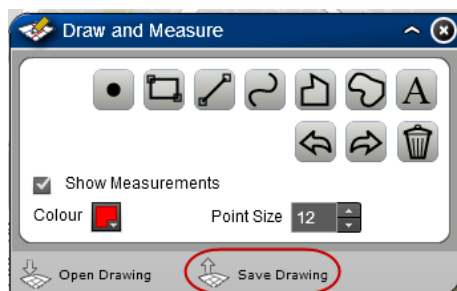 Draw and Measure
A
Show Measurements
Colour
Point Size 12
Open Drawing Save Drawing